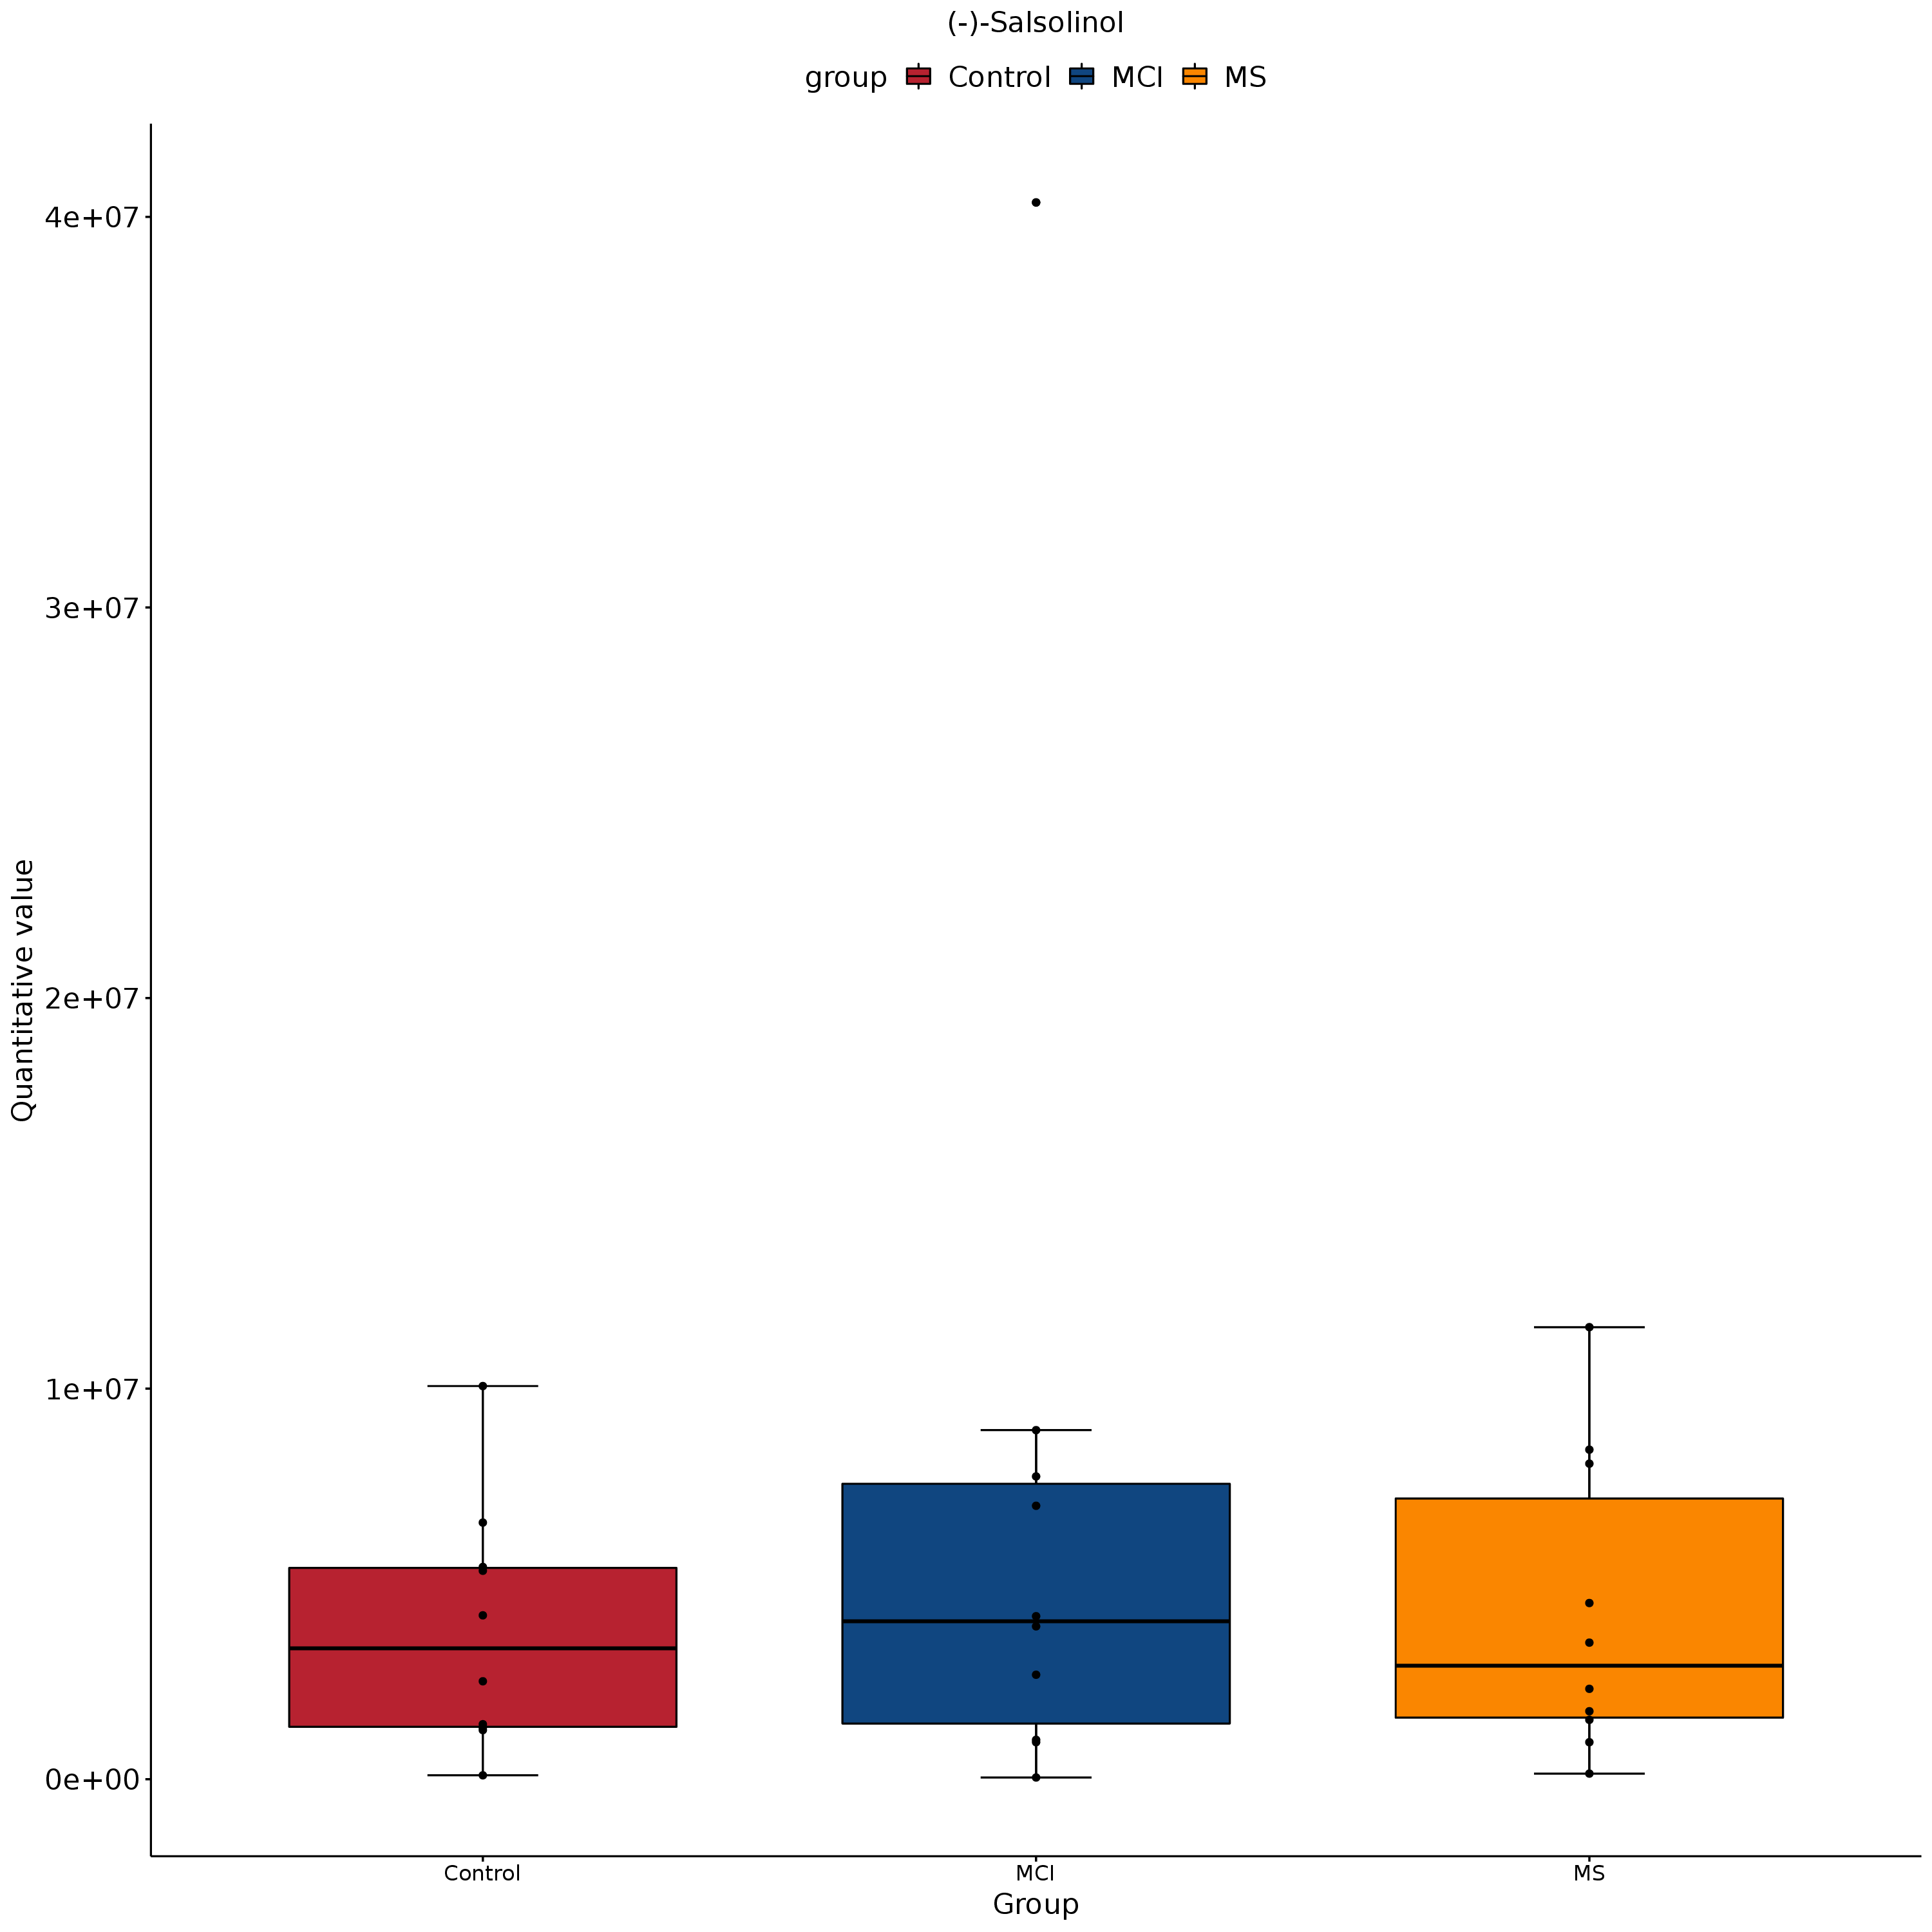 (-)-Salsolinol
group Control MCI MS
4e+07
3e+07
2e+07
1e+07
0e+00
Quantitative value
Control MCI MS
Group